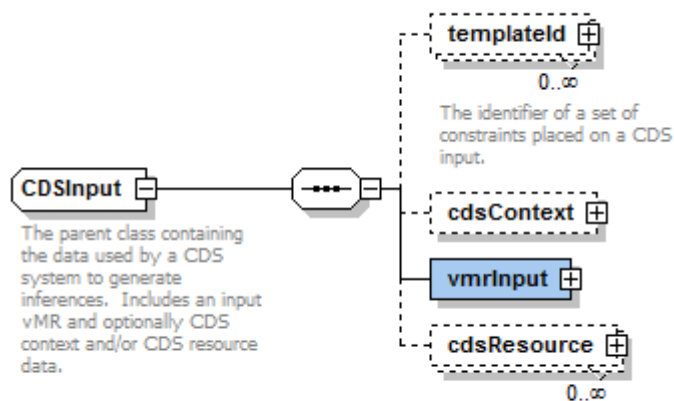 templateId
0..∞
The identifier of a set of
constraints placed on a CDS
input.
CDSInput
The parent class containing
the data used by a CDS
system to generate
inferences.  Includes an input
vMR and optionally CDS
context and/or CDS resource
data.
cdsContext
vmrInput
cdsResource
0..∞